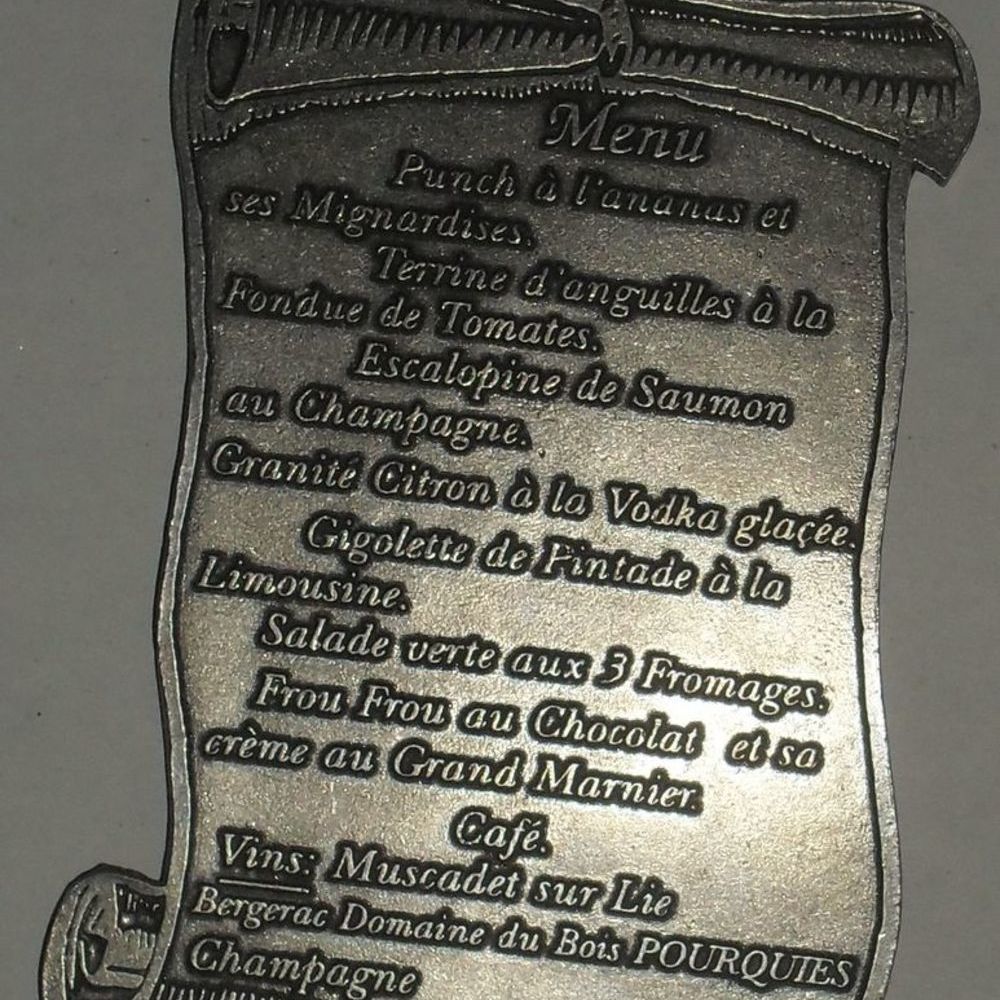 Menu
Punch à l'ananas et
ses Mignardises.
Terrine d'anguilles à la
Fondue de Tomates.
Escalopine de Saumon
au Champagne.
Granité Citron à la Vodka glaçée.
Gigolette de Pintade à la
Limousine.
Salade verte aux 3 Fromages.
Frou Frou au Chocolat et sa
crème au Grand Marnier.
Café.
Vins: Muscadet sur Lie
Bergerac Domaine du Bois POURQUIES
Champagne